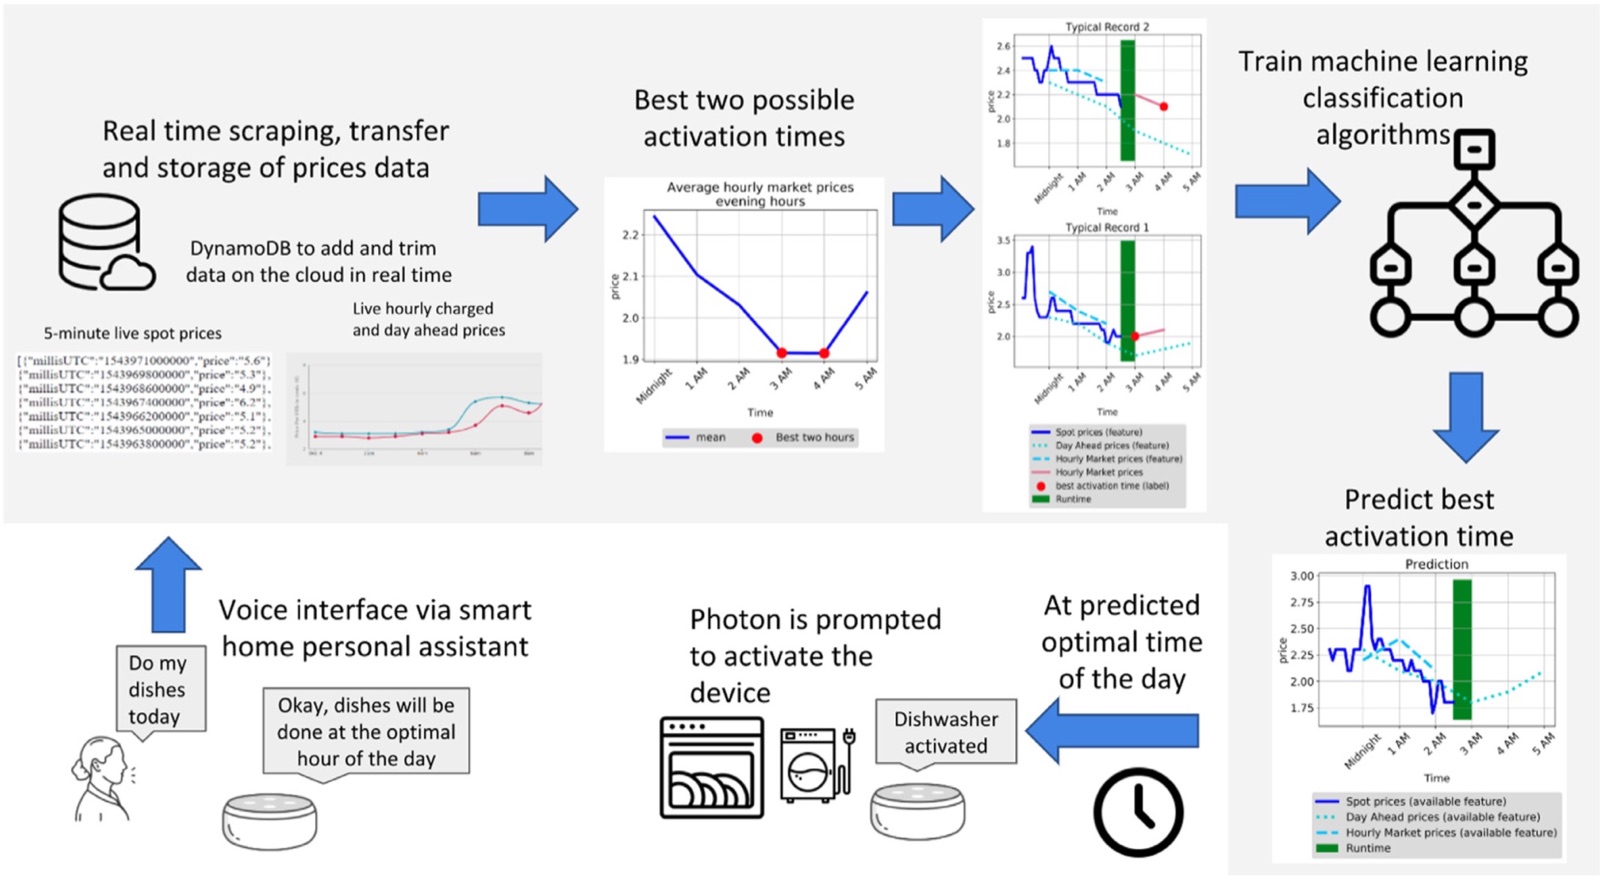 Real time scraping, transfer
and storage of prices data
DynamoDB to add and trim
data on the cloud in real time
5-minute live spot prices
Live hourly charged
and day ahead prices
[{"millisUTC":"1543971000000","price":"5.6"}
{"millisUTC":"1543969800000","price":"5.3"},
{"millisUTC":"1543968600000","price":"4.9"},
{"millisUTC":"1543967400000","price":"6.2"},
{"millisUTC":"1543966200000","price":"5.1"},
{"millisUTC":"1543965000000","price":"5.2"},
{"millisUTC":"1543963800000","price":"5.2"},
Best two possible
activation times
Average hourly market prices
evening hours
price
2.2
2.1
2.0
1.9
Midnight
1 AM
2 AM
3 AM
4 AM
5 AM
Time
mean
Best two hours
Typical Record 2
price
2.6
2.4
2.2
2.0
1.8
Midnight
1 AM
2 AM
3 AM
4 AM
5 AM
Time
Typical Record 1
price
3.5
3.0
2.5
2.0
Midnight
1 AM
2 AM
3 AM
4 AM
5 AM
Time
Spot prices (feature)
Day Ahead prices (feature)
Hourly Market prices (feature)
Hourly Market prices
best activation time (label)
Runtime
Train machine learning
classification
algorithms
Predict best
activation time
Prediction
price
3.00
2.75
2.50
2.25
2.00
1.75
Midnight
1 AM
2 AM
3 AM
4 AM
5 AM
Time
Spot prices (available feature)
Day Ahead prices (available feature)
Hourly Market prices (available feature)
Runtime
Voice interface via smart
home personal assistant
Do my
dishes
today
Okay, dishes will be
done at the optimal
hour of the day
Photon is prompted
to activate the
device
Dishwasher
activated
At predicted
optimal time
of the day